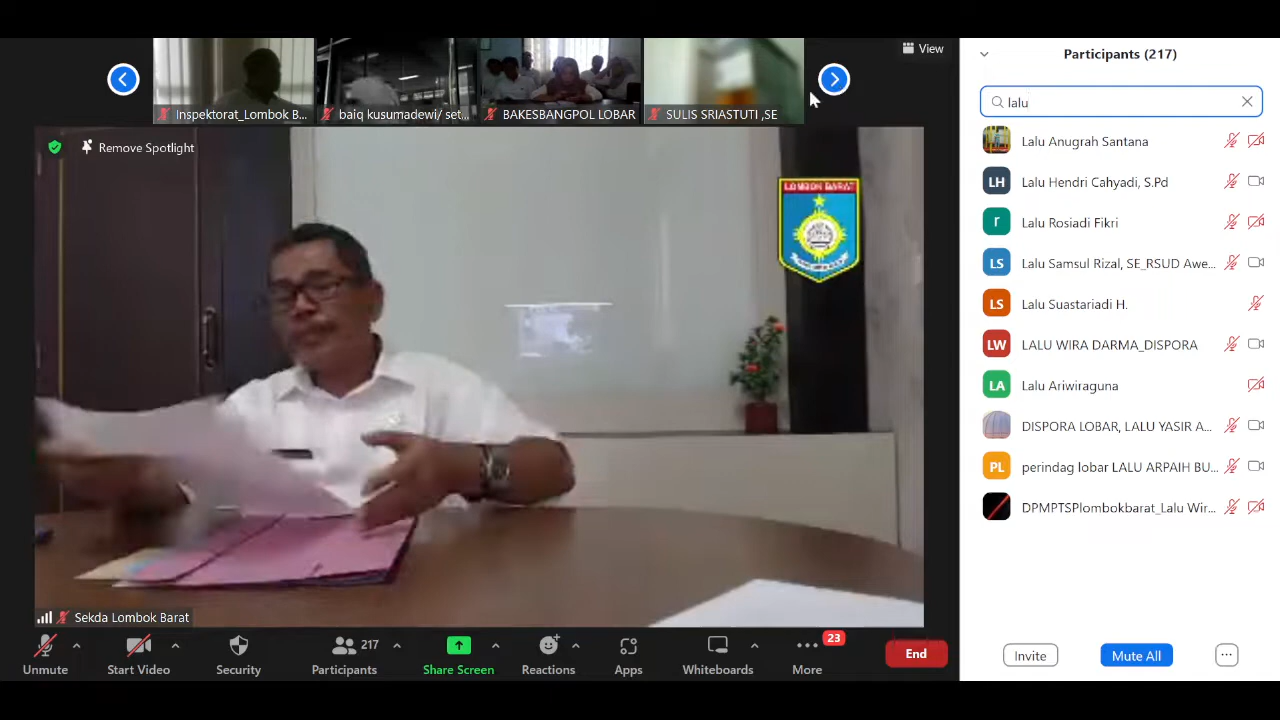 View
Inspektorat_Lombok B...
baiq kusumadewi/ set...
BAKESBANGPOL LOBAR
SULIS SRIASTUTI ,SE
Remove Spotlight
LOMBOK BARAT
Sekda Lombok Barat
Participants (217)
lalu
Lalu Anugrah Santana
LH Lalu Hendri Cahyadi, S.Pd
r Lalu Rosiadi Fikri
LS Lalu Samsul Rizal, SE_RSUD Awe...
LS Lalu Suastariadi H.
LW LALU WIRA DARMA_DISPORA
LA Lalu Ariwiraguna
DISPORA LOBAR, LALU YASIR A...
PL perindag lobar LALU ARPAIH BU...
DPMPTSPlombokbarat_Lalu Wir...
Invite
Mute All
...
217
23
Unmute
Start Video
Security
Participants
Share Screen
Reactions
Apps
Whiteboards
More
End